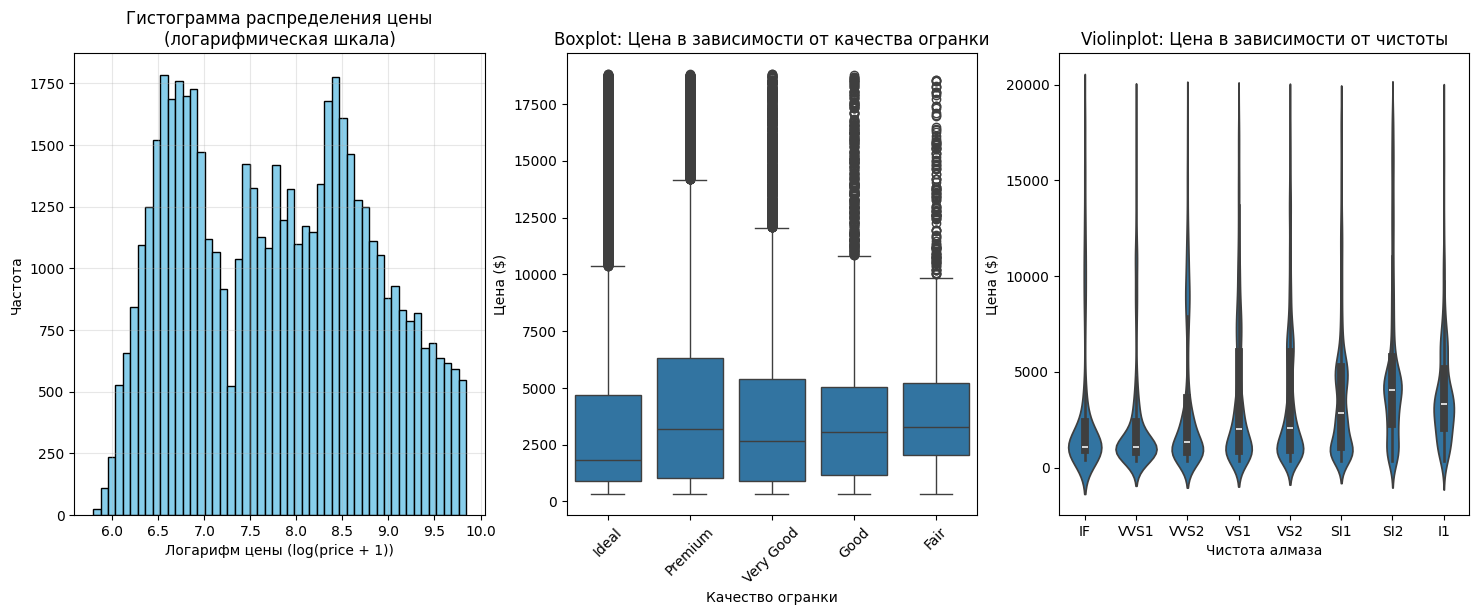 Гистограмма распределения цены
(логарифмическая шкала)
Частота
1750
1500
1250
1000
750
500
250
0
6.0 6.5 7.0 7.5 8.0 8.5 9.0 9.5 10.0
Логарифм цены (log(price + 1))
Boxplot: Цена в зависимости от качества огранки
Цена ($)
17500
15000
12500
10000
7500
5000
2500
0
Ideal Premium Very Good Good Fair
Качество огранки
Violinplot: Цена в зависимости от чистоты
Цена ($)
20000
15000
10000
5000
0
IF VVS1 VVS2 VS1 VS2 SI1 SI2 I1
Чистота алмаза